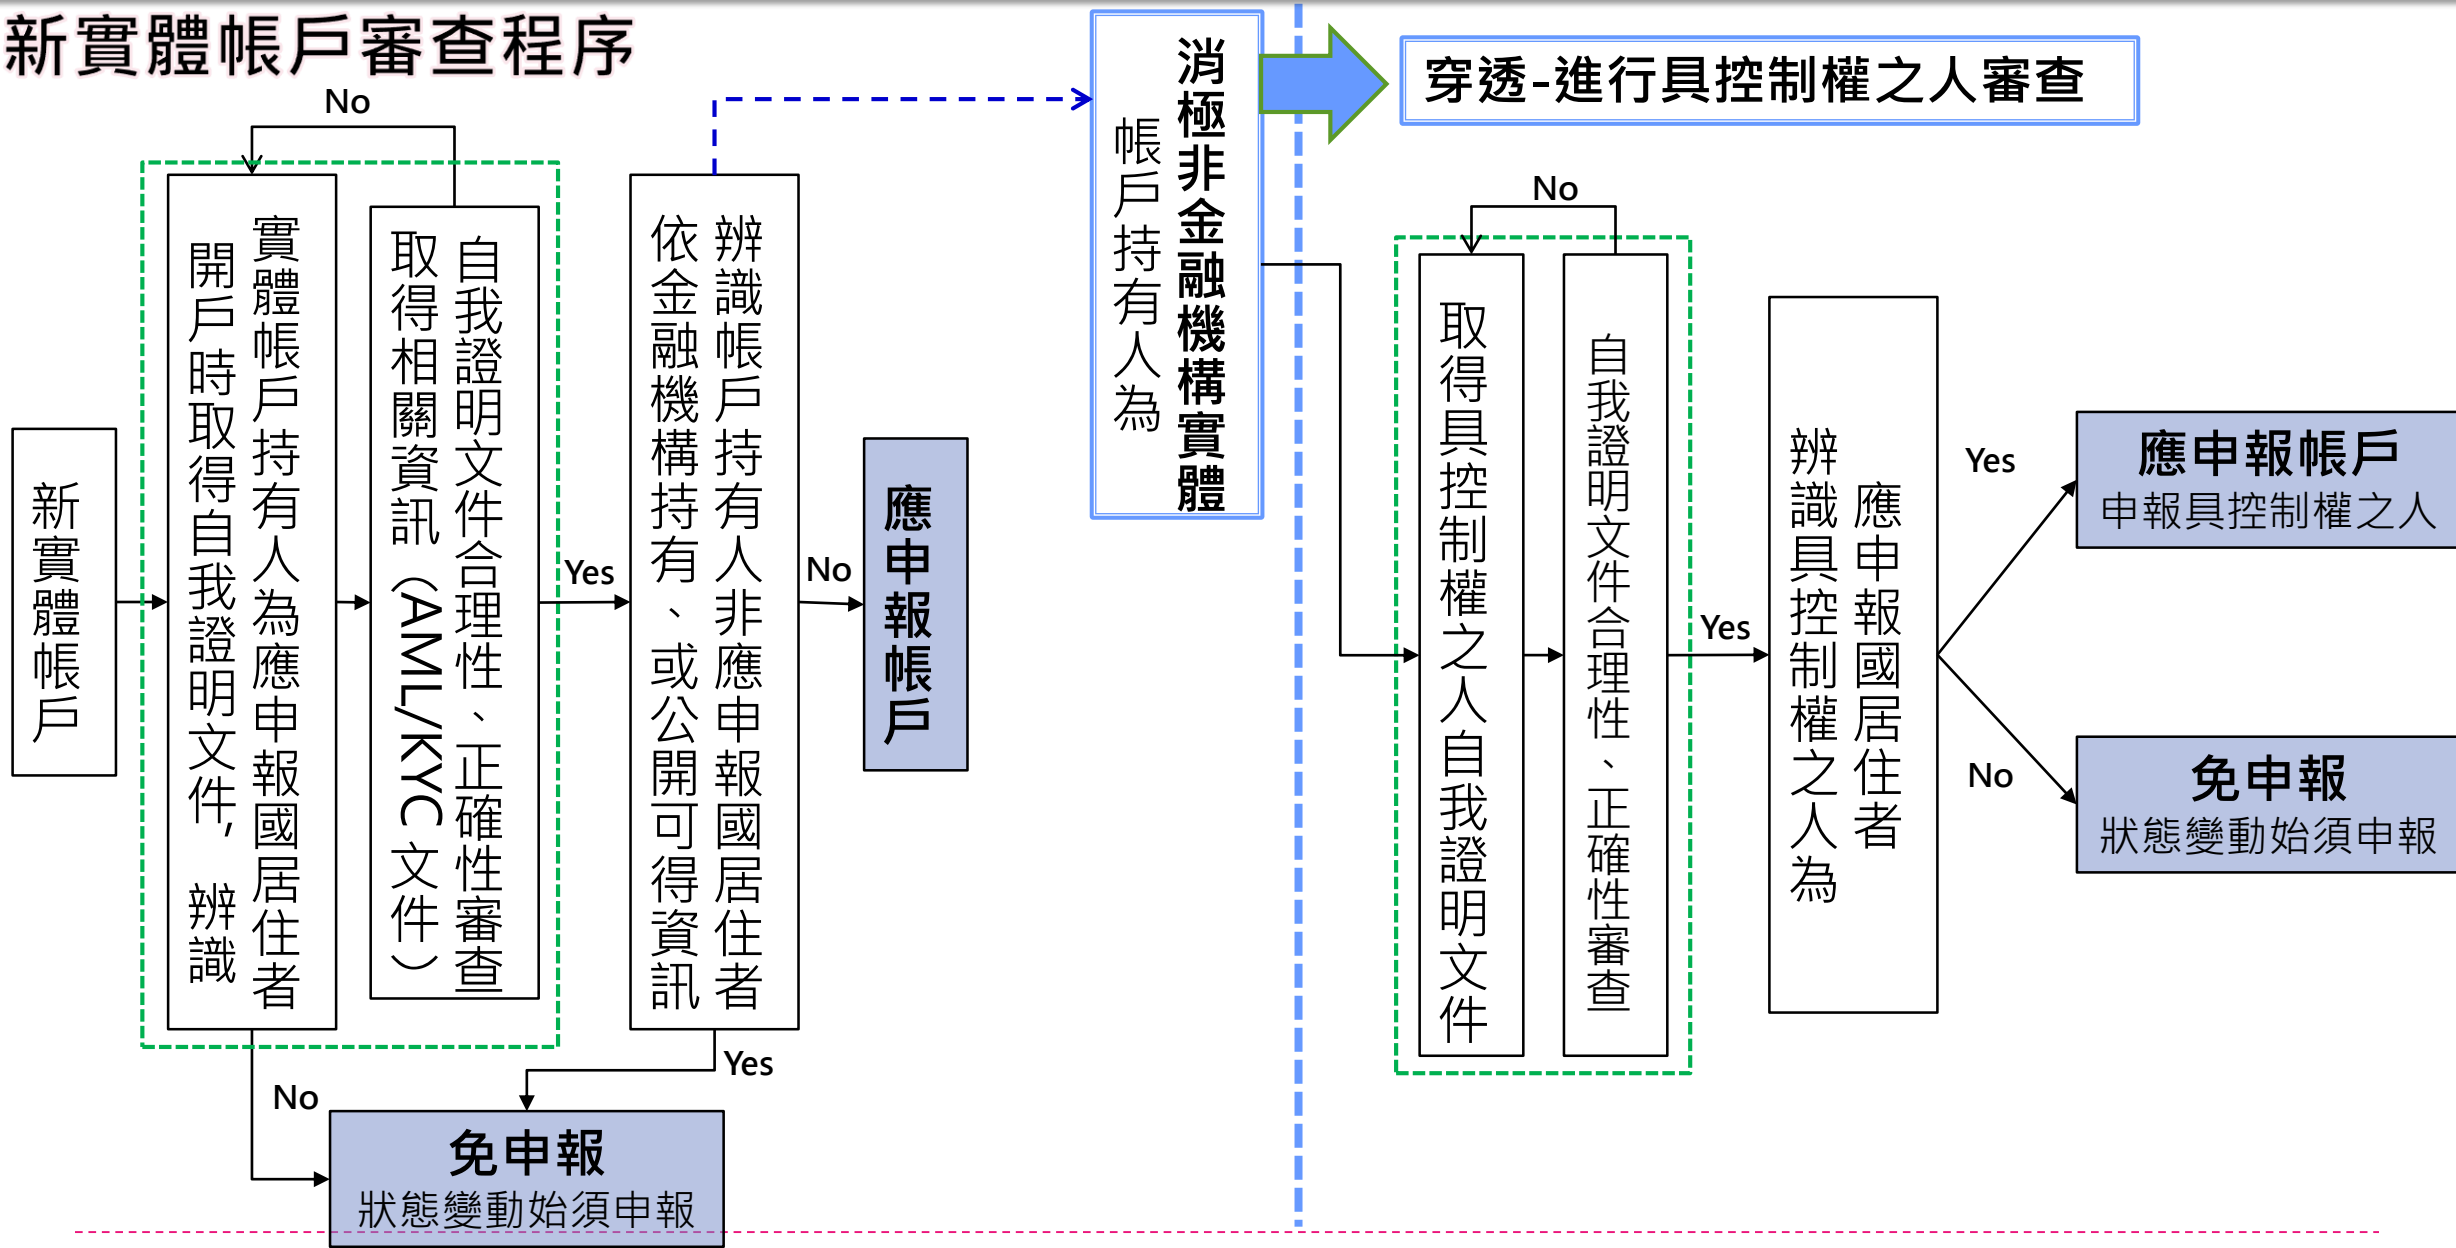 新實體帳戶審查程序
新實體帳戶
No
實體帳戶持有人為應申報國居住者
開戶時取得自我證明文件, 辨識
自我證明文件合理性、正確性審查
取得相關資訊（AML/KYC文件）
Yes
辨識帳戶持有人非應申報國居住者
依金融機構持有、或公開可得資訊
No
應申報帳戶
Yes
No
免申報
狀態變動始須申報
消極非金融機構實體
帳戶持有人為
穿透-進行具控制權之人審查
No
取得具控制權之人自我證明文件
自我證明文件合理性、正確性審查
Yes
應申報國居住者
辨識具控制權之人為
Yes
應申報帳戶
申報具控制權之人
No
免申報
狀態變動始須申報